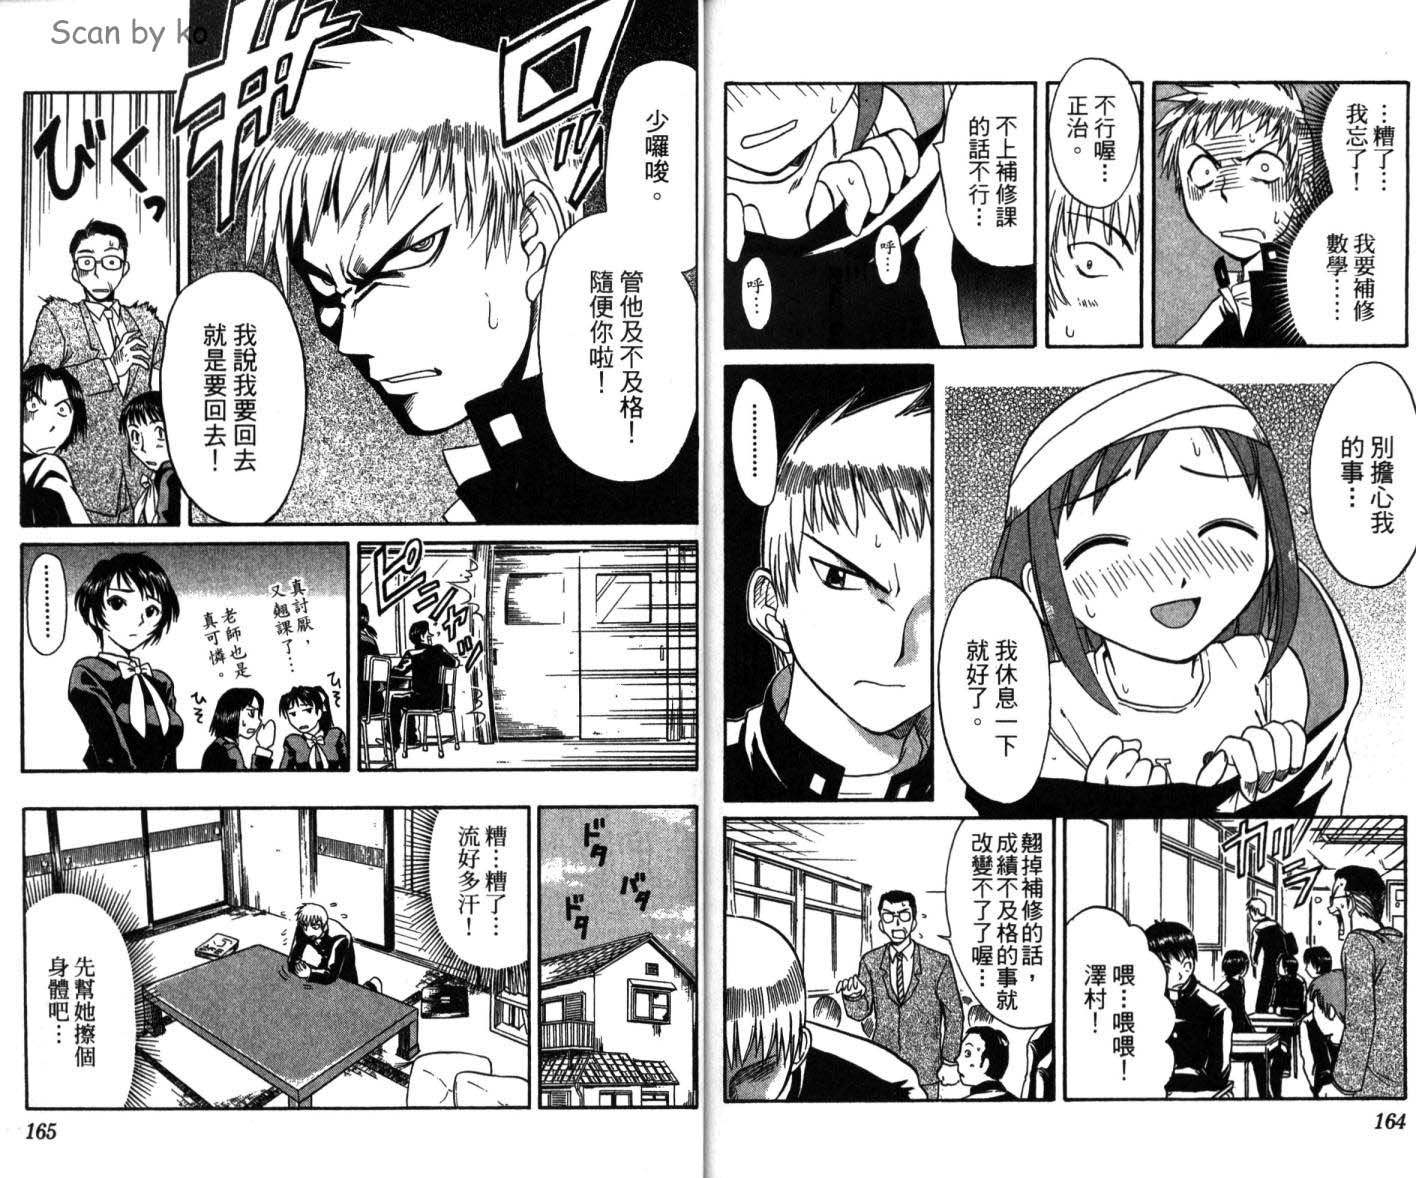 Scan by ko
…糟了…
我忘了！
我要補修
數學………
不行喔…
正治。
不上補修課
的話不行…
呼…
呼…
別擔心我
的事…
我休息一下
就好了。
…………
ガタッ
喂…喂喂！
澤村！
翹掉補修的話，
成績不及格的事就
改變不了了喔…
164
少囉唆。
管他及不及格！
隨便你啦！
我說我要回去
就是要回去！
びくっ
ピシャッ
真討厭，
又翹課了…
老師也是
真可憐。
ひそ
ひそ
…………
ドタ
バタ
ドタ
糟…糟了…
流好多汗！
先幫她擦個
身體吧…
165